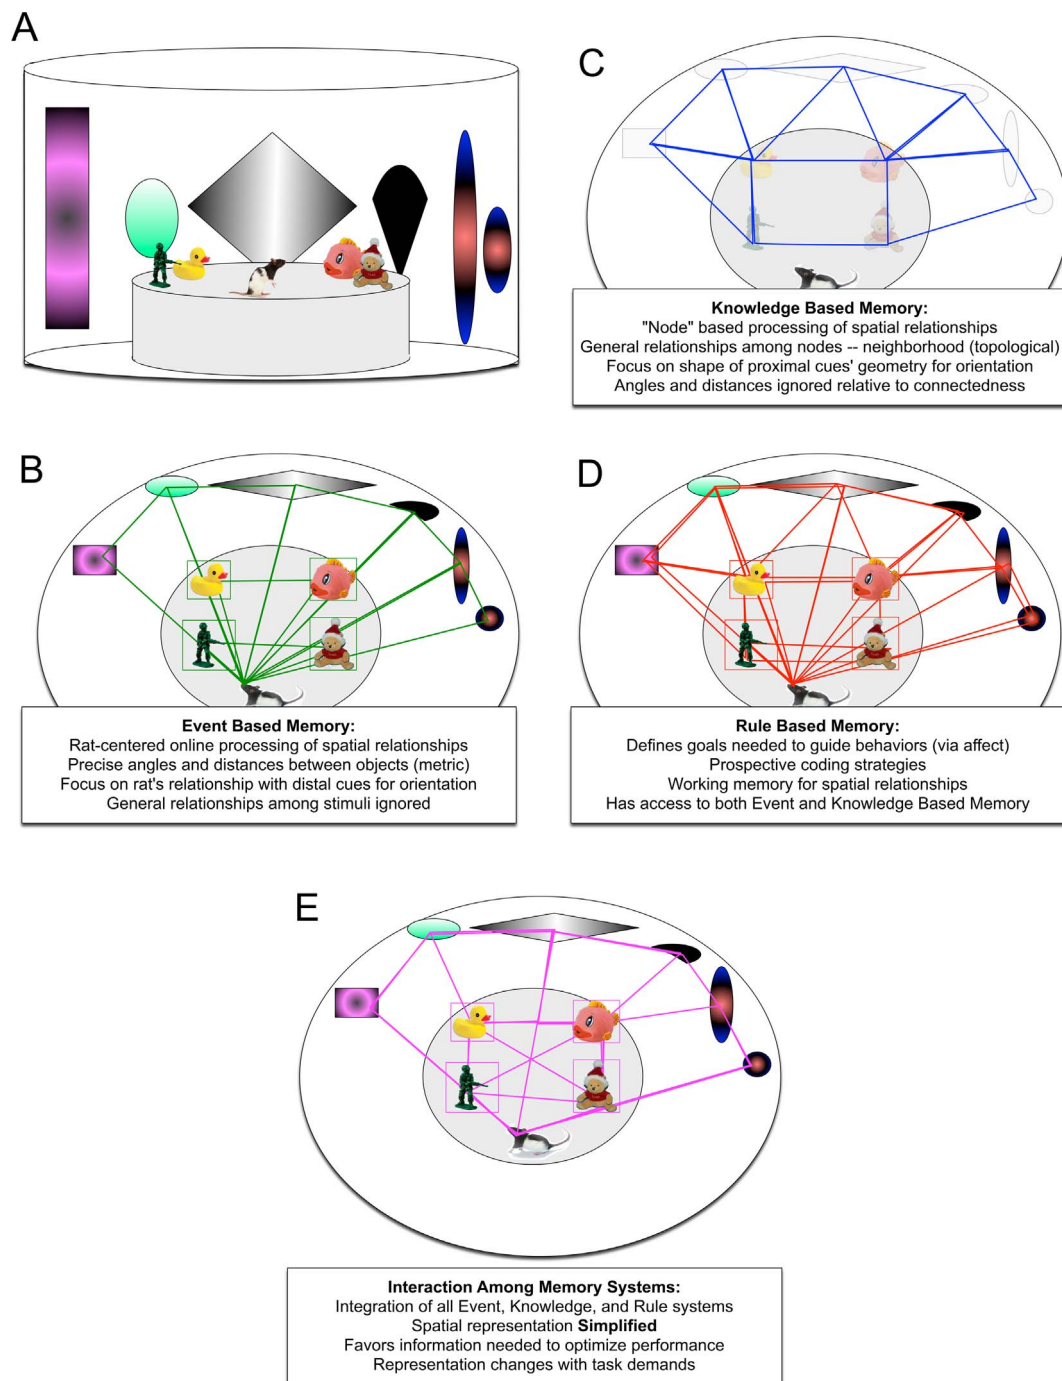 A
B
Event Based Memory:
Rat-centered online processing of spatial relationships
Precise angles and distances between objects (metric)
Focus on rat's relationship with distal cues for orientation
General relationships among stimuli ignored
C
Knowledge Based Memory:
"Node" based processing of spatial relationships
General relationships among nodes -- neighborhood (topological)
Focus on shape of proximal cues' geometry for orientation
Angles and distances ignored relative to connectedness
D
Rule Based Memory:
Defines goals needed to guide behaviors (via affect)
Prospective coding strategies
Working memory for spatial relationships
Has access to both Event and Knowledge Based Memory
E
Interaction Among Memory Systems:
Integration of all Event, Knowledge, and Rule systems
Spatial representation Simplified
Favors information needed to optimize performance
Representation changes with task demands